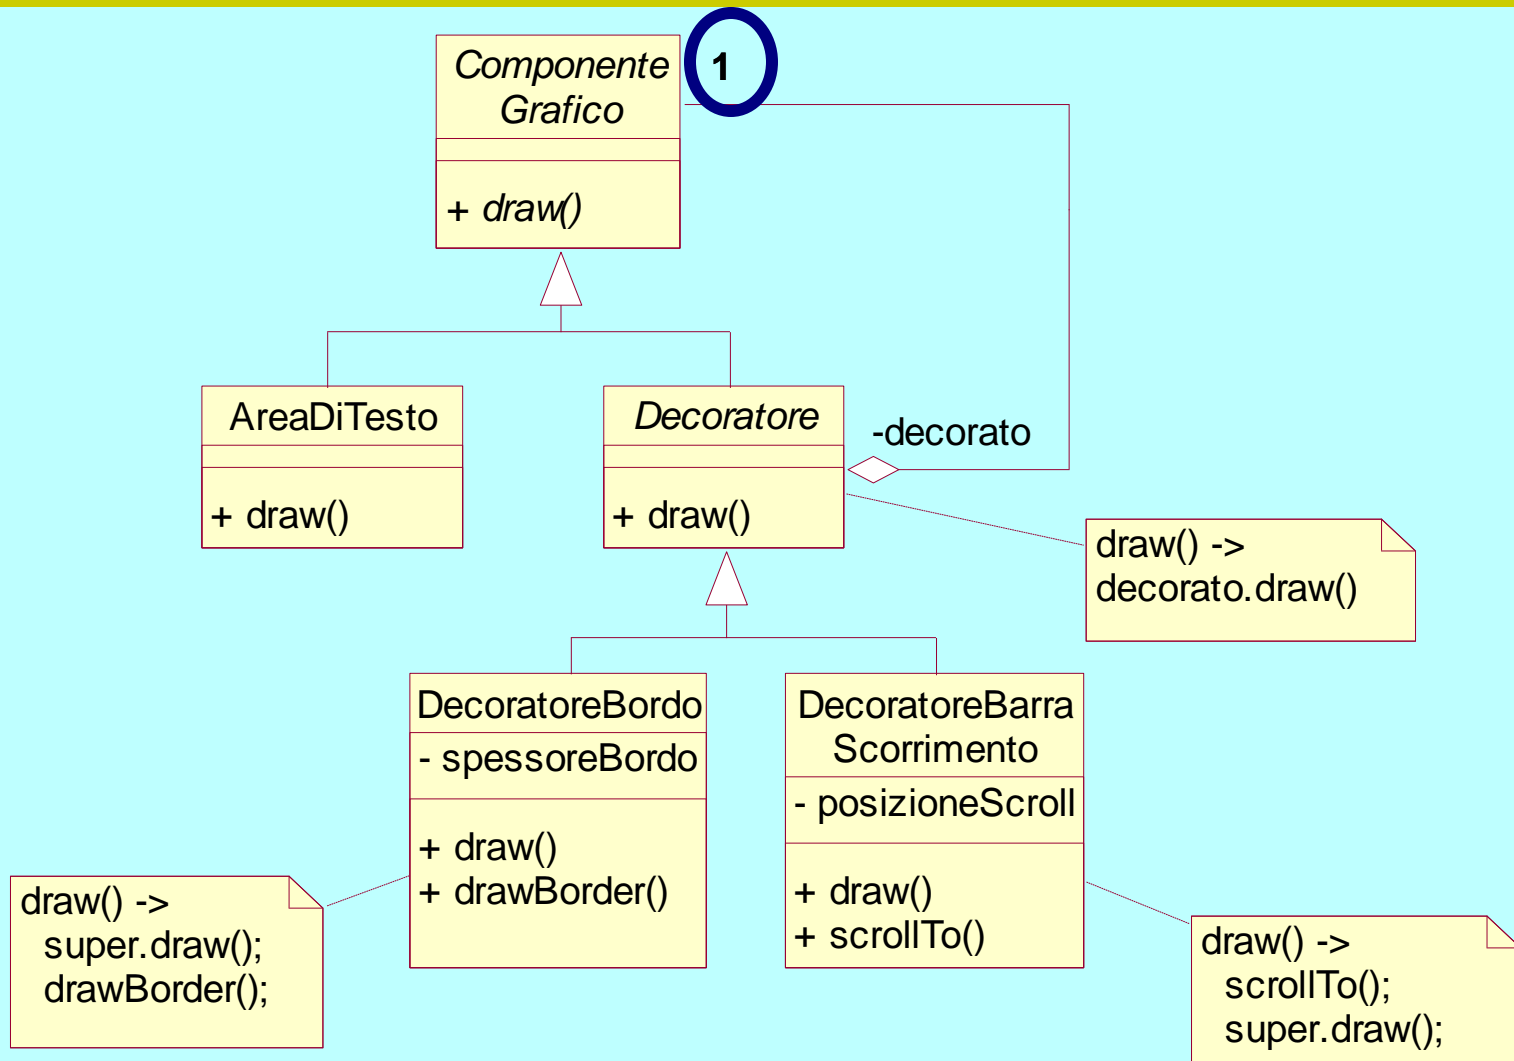 Componente
Grafico
1
+ draw()
AreaDiTesto
+ draw()
Decoratore
+ draw()
-decorato
draw() ->
decorato.draw()
DecoratoreBordo
- spessoreBordo
+ draw()
+ drawBorder()
DecoratoreBarra
Scorrimento
- posizioneScroll
+ draw()
+ scrollTo()
draw() ->
super.draw();
drawBorder();
draw() ->
scrollTo();
super.draw();